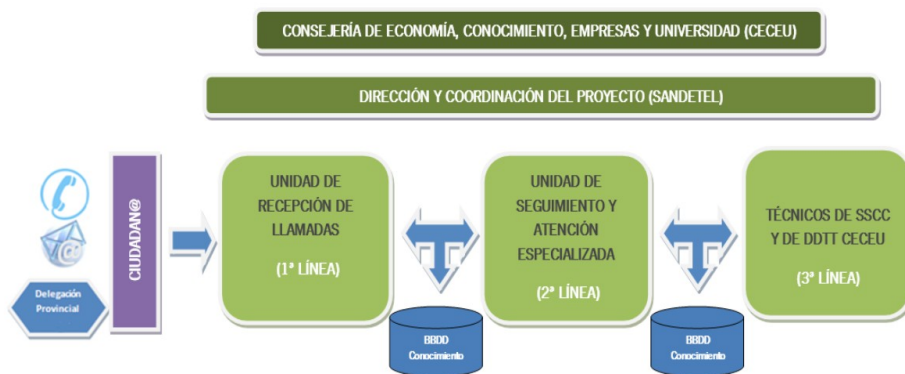 CONSEJERÍA DE ECONOMÍA, CONOCIMIENTO, EMPRESAS Y UNIVERSIDAD (CECEU)
DIRECCIÓN Y COORDINACIÓN DEL PROYECTO (SANDETEL)
Delegación
Provincial
CIUDADAN@
UNIDAD DE
RECEPCIÓN DE
LLAMADAS
(1ª LÍNEA)
BBDD
Conocimiento
UNIDAD DE
SEGUIMIENTO Y
ATENCIÓN
ESPECIALIZADA
(2ª LÍNEA)
BBDD
Conocimiento
TÉCNICOS DE SSCC
Y DE DDTT CECEU
(3ª LÍNEA)